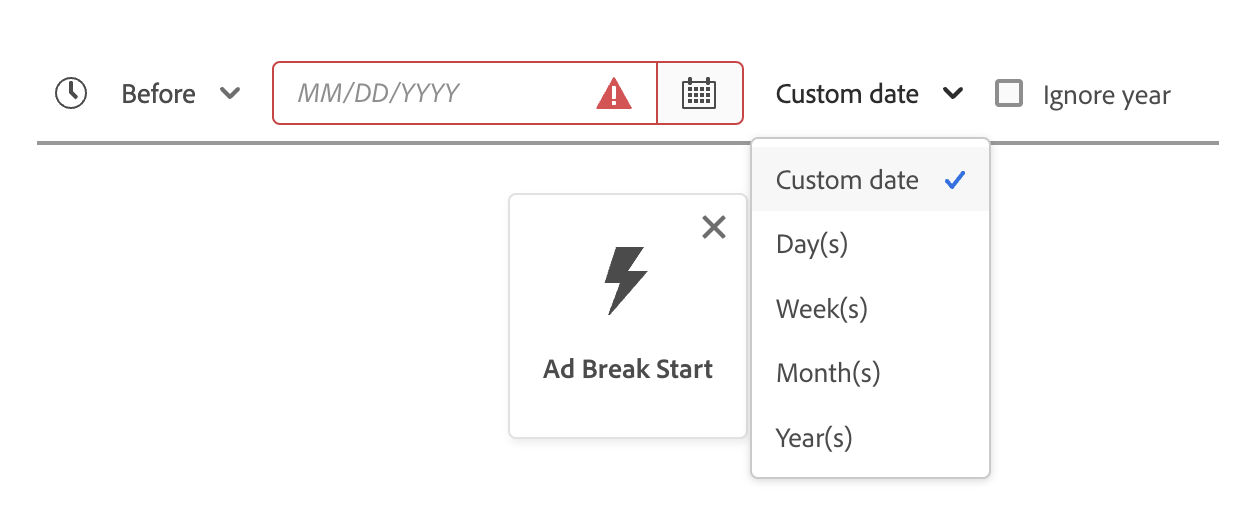 Before MM/DD/YYYY Custom date Ignore year
Custom date
Day(s)
Week(s)
Month(s)
Year(s)
Ad Break Start